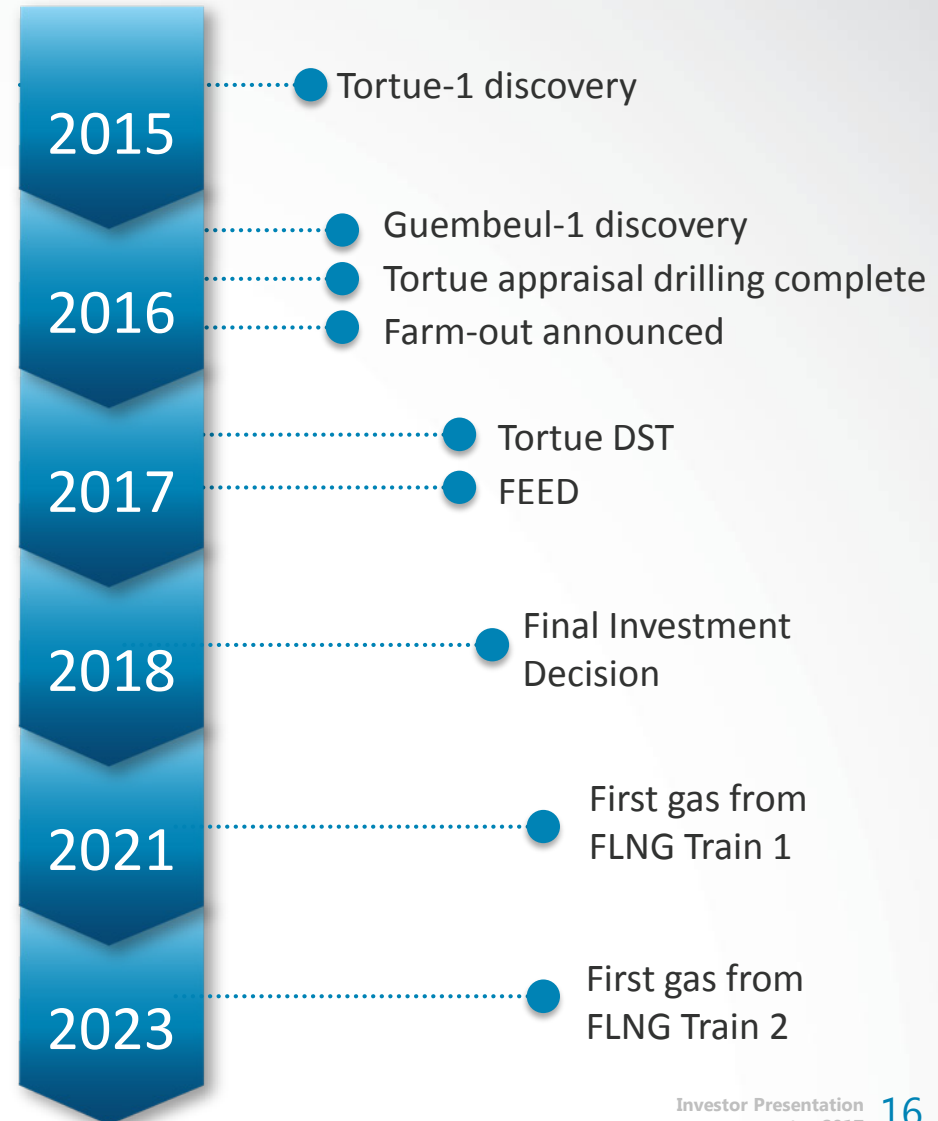 2015
Tortue-1 discovery
2016
Guembeul-1 discovery
Tortue appraisal drilling complete
Farm-out announced
2017
Tortue DST
FEED
2018
Final Investment
Decision
2021
First gas from
FLNG Train 1
2023
First gas from
FLNG Train 2
Investor Presentation
16